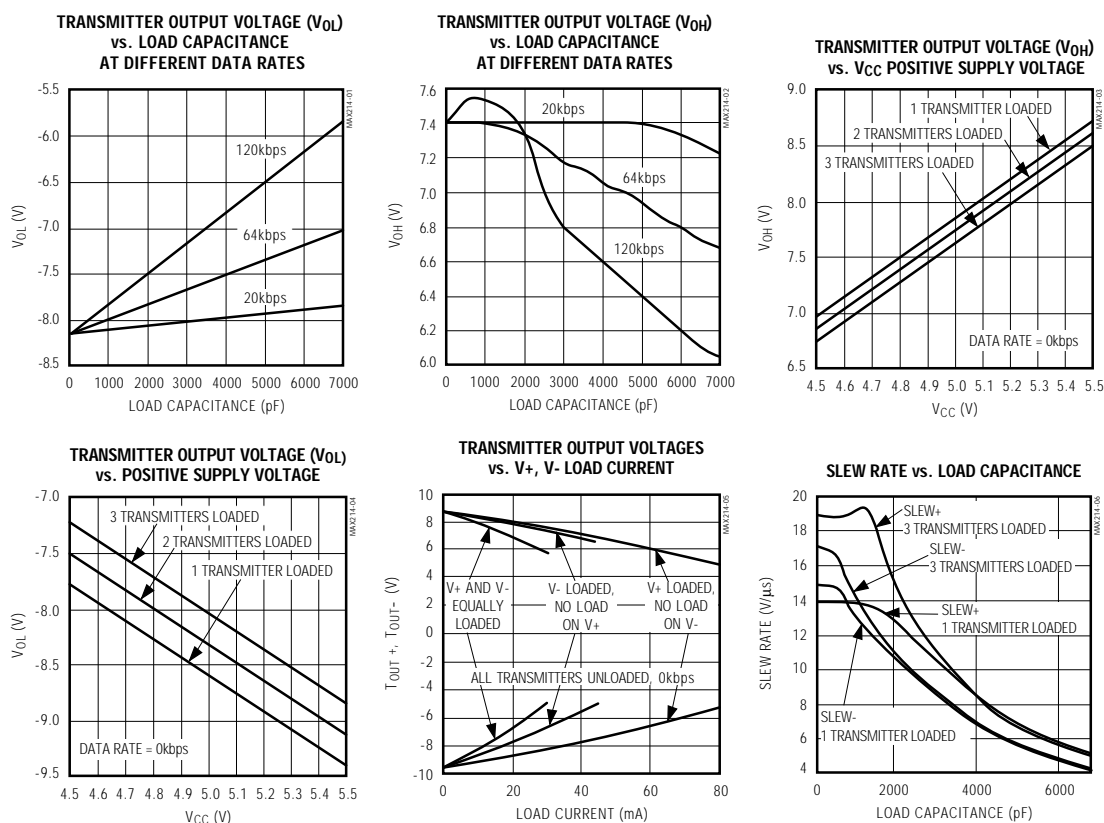 TRANSMITTER OUTPUT VOLTAGE (VOL)
vs. LOAD CAPACITANCE
AT DIFFERENT DATA RATES
MAX214-01
-5.5
-6.0
-6.5
-7.0
-7.5
-8.0
-8.5
VOL (V)
120kbps
64kbps
20kbps
0 1000 2000 3000 4000 5000 6000 7000
LOAD CAPACITANCE (pF)
TRANSMITTER OUTPUT VOLTAGE (VOH)
vs. LOAD CAPACITANCE
AT DIFFERENT DATA RATES
MAX214-02
7.6
7.4
7.2
7.0
6.8
6.6
6.4
6.2
6.0
VOH (V)
20kbps
64kbps
120kbps
0 1000 2000 3000 4000 5000 6000 7000
LOAD CAPACITANCE (pF)
TRANSMITTER OUTPUT VOLTAGE (VOH)
vs. VCC POSITIVE SUPPLY VOLTAGE
MAX214-03
9.0
8.5
8.0
7.5
7.0
6.5
VOH (V)
1 TRANSMITTER LOADED
2 TRANSMITTERS LOADED
3 TRANSMITTERS LOADED
DATA RATE = 0kbps
4.5 4.6 4.7 4.8 4.9 5.0 5.1 5.2 5.3 5.4 5.5
VCC (V)
TRANSMITTER OUTPUT VOLTAGE (VOL)
vs. POSITIVE SUPPLY VOLTAGE
MAX214-04
-7.0
-7.5
-8.0
-8.5
-9.0
-9.5
VOL (V)
3 TRANSMITTERS LOADED
2 TRANSMITTERS LOADED
1 TRANSMITTER LOADED
DATA RATE = 0kbps
4.5 4.6 4.7 4.8 4.9 5.0 5.1 5.2 5.3 5.4 5.5
VCC (V)
TRANSMITTER OUTPUT VOLTAGES
vs. V+, V- LOAD CURRENT
MAX214-05
10
8
6
4
2
0
-2
-4
-6
-8
-10
TOUT +, TOUT- (V)
V+ AND V-
EQUALLY
LOADED
V- LOADED,
NO LOAD
ON V+
V+ LOADED,
NO LOAD
ON V-
ALL TRANSMITTERS UNLOADED, 0kbps
0 20 40 60 80
LOAD CURRENT (mA)
SLEW RATE vs. LOAD CAPACITANCE
MAX214-06
20
18
16
14
12
10
8
6
4
SLEW RATE (V/µs)
SLEW+
3 TRANSMITTERS LOADED
SLEW-
3 TRANSMITTERS LOADED
SLEW+
1 TRANSMITTER LOADED
SLEW-
1 TRANSMITTER LOADED
0 2000 4000 6000
LOAD CAPACITANCE (pF)